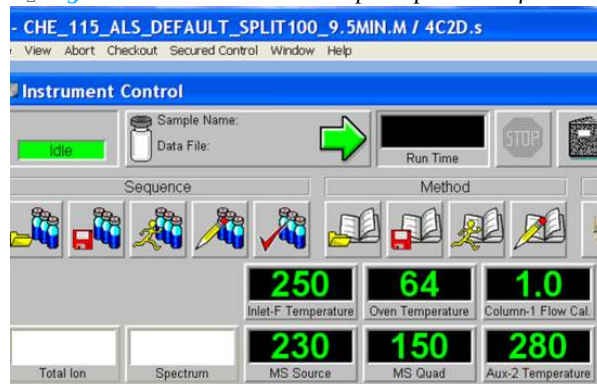 - CHE_115_ALS_DEFAULT_SPLIT100_9.5MIN.M / 4C2D.s
View Abort Checkout Secured Control Window Help
Instrument Control
Sample Name:
Idle
Data File:
Run Time
STOP
Sequence Method
250 64 1.0
Inlet-F Temperature Oven Temperature Column-1 Flow Cal.
230 150 280
Total Ion Spectrum MS Source MS Quad Aux-2 Temperature